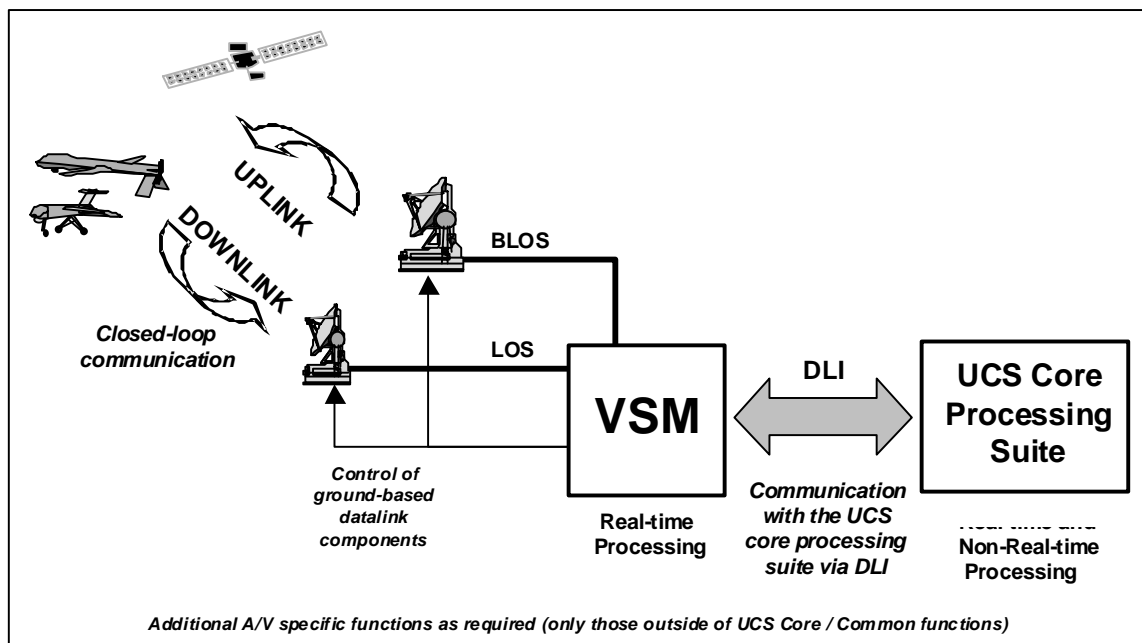 UPLINK
DOWNLINK
Closed-loop
communication
BLOS
LOS
Control of
ground-based
datalink
components
VSM
Real-time
Processing
DLI
Communication
with the UCS
core processing
suite via DLI
UCS Core
Processing
Suite
and
Non-Real-time
Processing
Additional A/V specific functions as required (only those outside of UCS Core / Common functions)